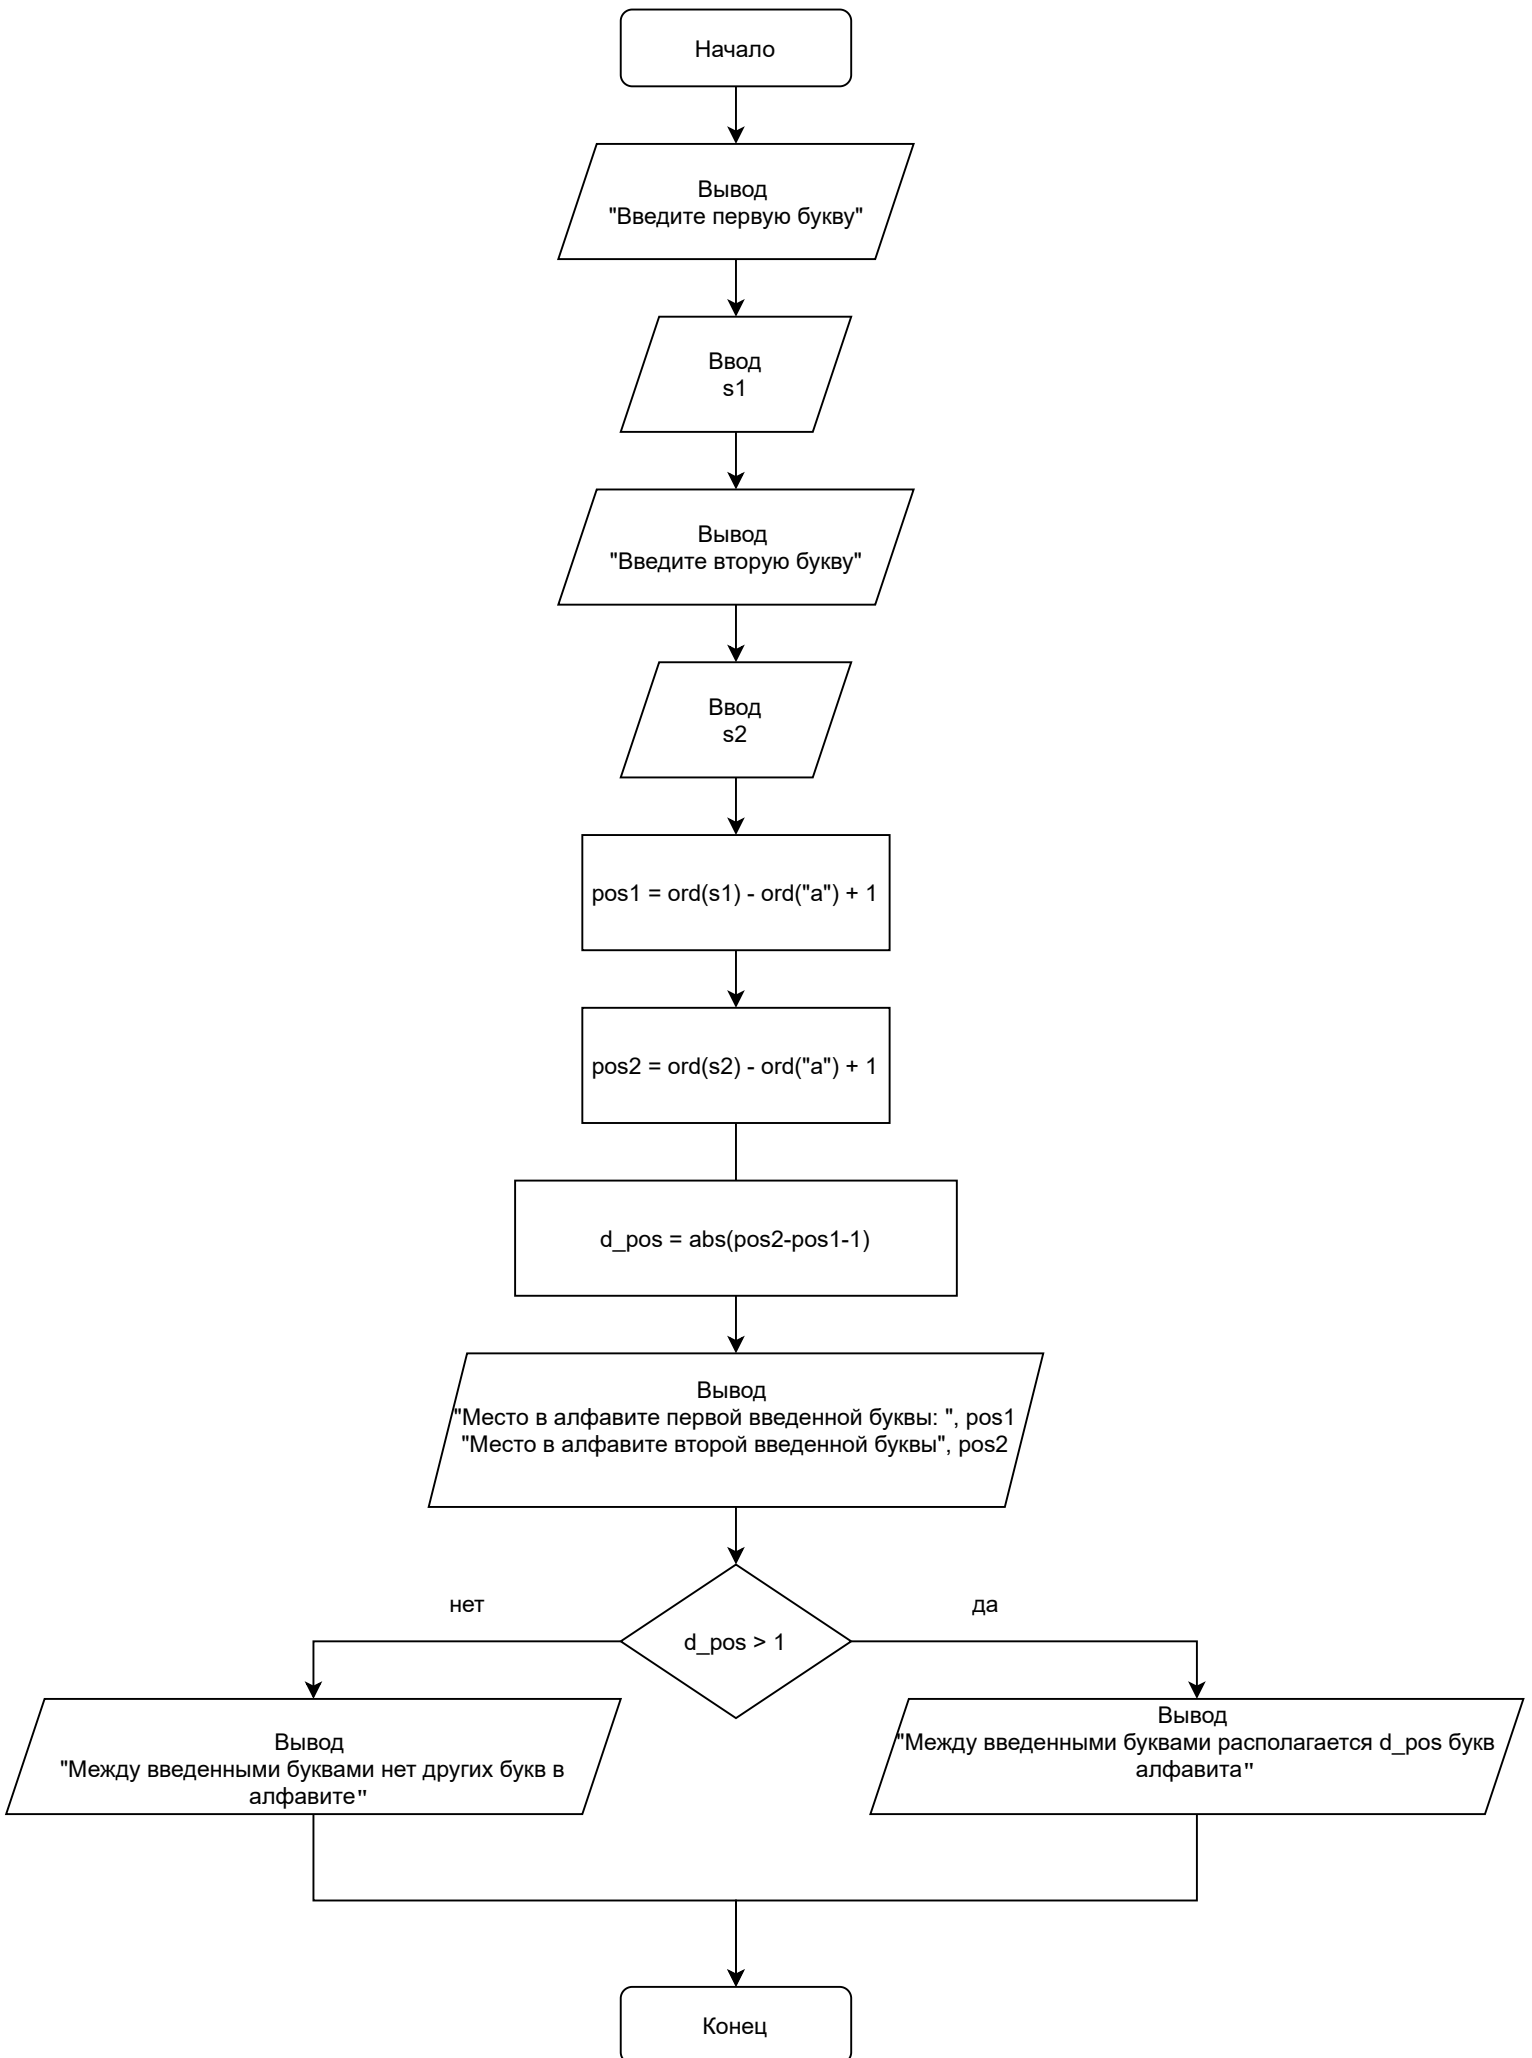 Начало
Вывод
"Введите первую букву"
Ввод
s1
Вывод
"Введите вторую букву"
Ввод
s2
pos1 = ord(s1) - ord("a") + 1
pos2 = ord(s2) - ord("a") + 1
d_pos = abs(pos2-pos1-1)
Вывод
"Место в алфавите первой введенной буквы: ", pos1
"Место в алфавите второй введенной буквы", pos2
d_pos > 1
нет
да
Вывод
"Между введенными буквами нет других букв в
алфавите"
Вывод
"Между введенными буквами располагается d_pos букв
алфавита"
Конец